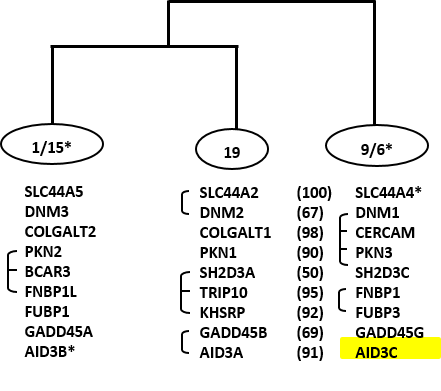 1/15* 19 9/6*
SLC44A5 SLC44A2 (100) SLC44A4*
DNM3 DNM2 (67) DNM1
COLGALT2 COLGALT1 (98) CERCAM
PKN2 PKN1 (90) PKN3
BCAR3 SH2D3A (50) SH2D3C
FNBP1L TRIP10 (95) FNBP1
FUBP1 KHSRP (92) FUBP3
GADD45A GADD45B (69) GADD45G
AID3B* AID3A (91) AID3C